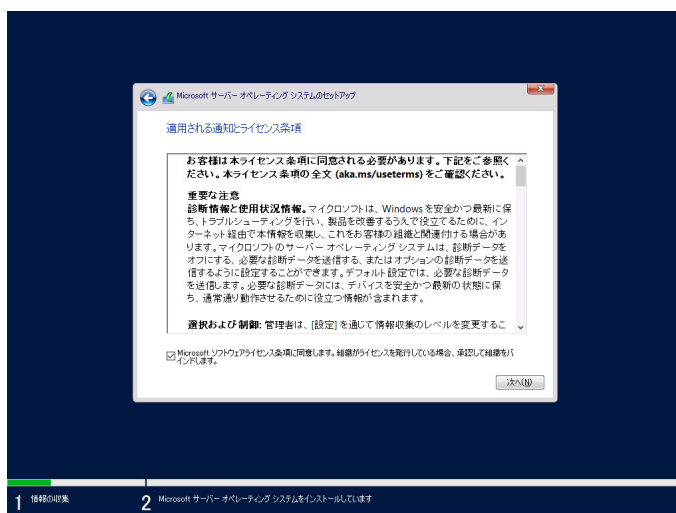 Microsoft サーバー オペレーティング システムのセットアップ
適用される通知とライセンス条項
お客様は本ライセンス条項に同意される必要があります。下記をご参照く
ださい。本ライセンス条項の全文 (aka.ms/useterms) をご確認ください。
重要な注意
診断情報と使用状況情報。マイクロソフトは、Windows を安全かつ最新に保
ち、トラブルシューティングを行い、製品を改善するうえで役立てるために、イン
ターネット経由で本情報を収集し、これをお客様の組織と関連付ける場合があ
ります。マイクロソフトのサーバー オペレーティング システムは、診断データを
オフにする、必要な診断データを送信する、またはオプションの診断データを送
信するように設定することができます。デフォルト設定では、必要な診断データ
を送信します。必要な診断データには、デバイスを安全かつ最新の状態に保
ち、通常通り動作させるために役立つ情報が含まれます。
選択および制御: 管理者は、[設定] を通じて情報収集のレベルを変更するこ
Microsoft ソフトウェアライセンス条項に同意します。組織がライセンスを発行している場合、承認して組織をバ
インドします。
次へ(N)
1 情報の収集
2 Microsoft サーバー オペレーティング システムをインストールしています